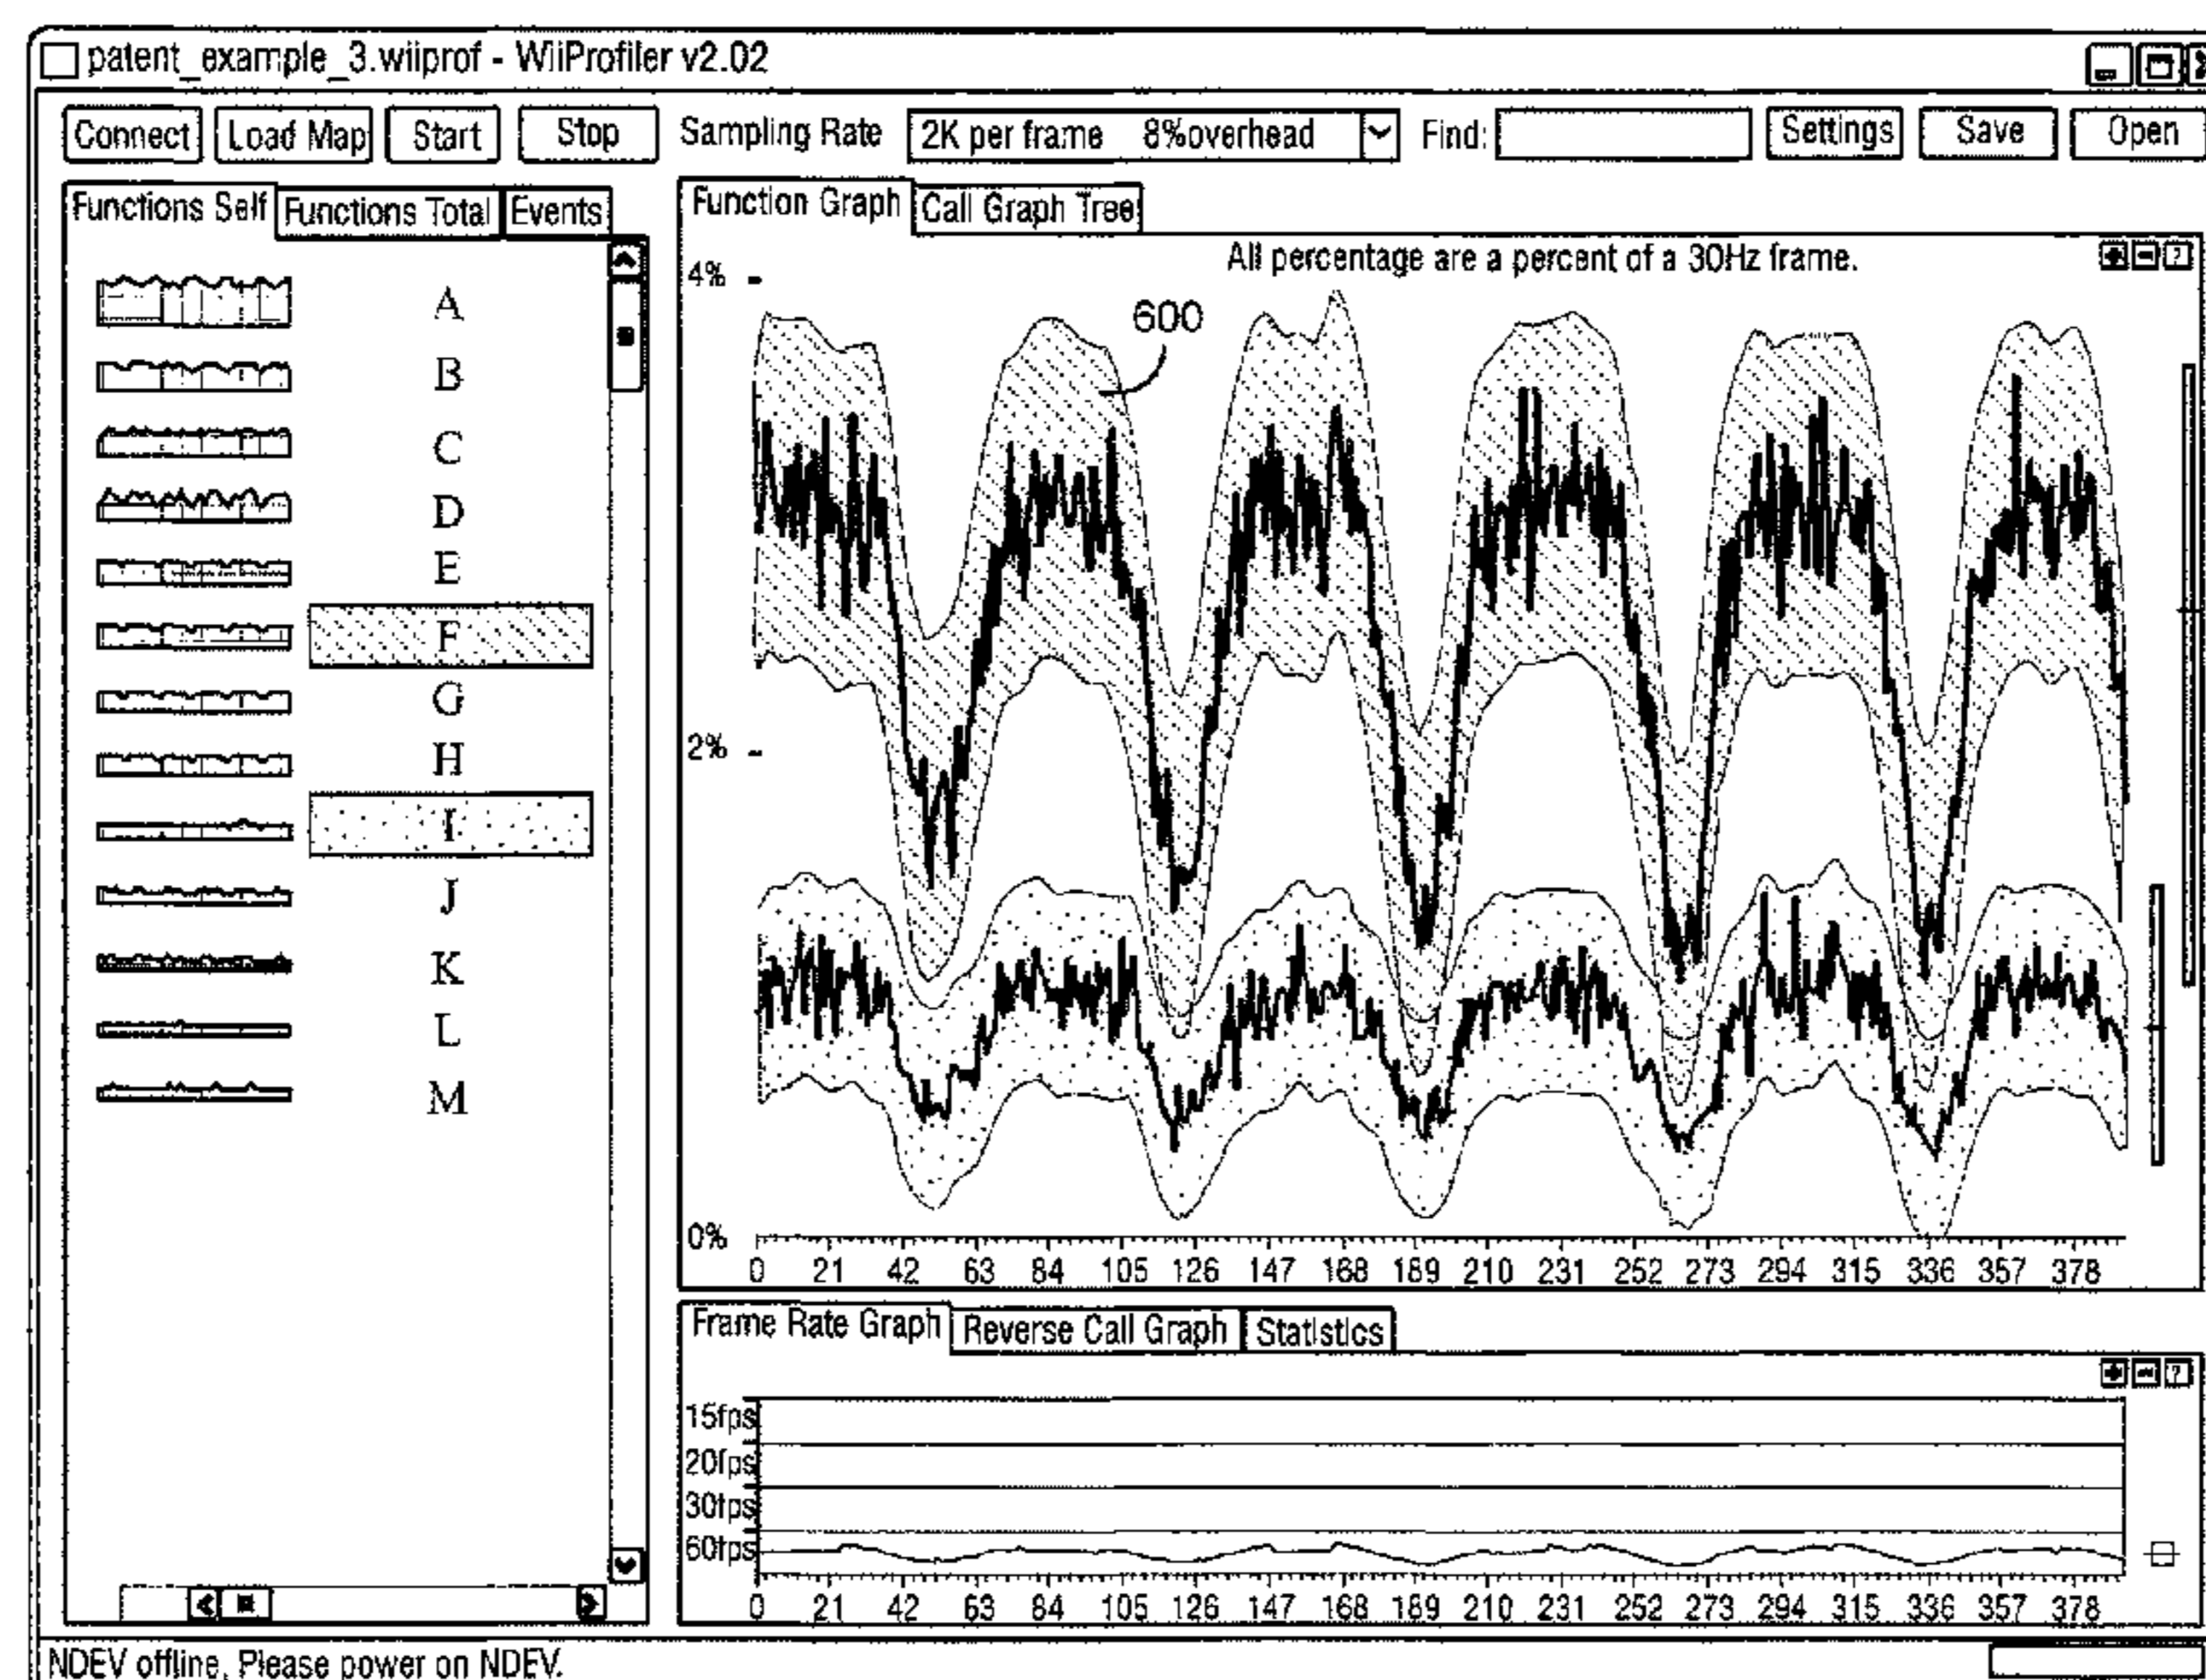 patent_example_3.wiiprof - WiiProfiler v2.02
Connect Load Map Start Stop Sampling Rate 2K per frame 8%overhead Find: Settings Save Open
Functions Self Functions Total Events
A
B
C
D
E
F
G
H
I
J
K
L
M
Function Graph Call Graph Tree
All percentage are a percent of a 30Hz frame.
4%
600
2%
0%
0 21 42 63 84 105 126 147 168 189 210 231 252 273 294 315 336 357 378
Frame Rate Graph Reverse Call Graph Statistics
15fps
20fps
30fps
60fps
0 21 42 63 84 105 126 147 168 189 210 231 252 273 294 315 336 357 378
NDEV offline, Please power on NDEV.